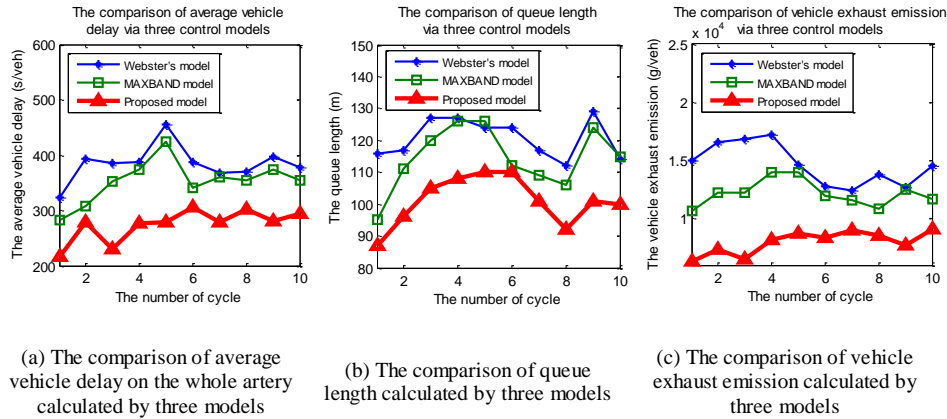 The comparison of average vehicle
delay via three control models
600
500
400
300
200
2
4
6
8
10
The average vehicle delay (s/veh)
The number of cycle
Webster's model
MAXBAND model
Proposed model
The comparison of queue length
via three control models
150
140
130
120
110
100
90
80
2
4
6
8
10
The queue length (m)
The number of cycle
Webster's model
MAXBAND model
Proposed model
The comparison of vehicle exhaust emission
via three control models
x 10
4
2.5
2
1.5
1
2
4
6
8
10
The vehicle exhaust emission (g/veh)
The number of cycle
Webster's model
MAXBAND model
Proposed model
(a) The comparison of average
vehicle delay on the whole artery
calculated by three models
(b) The comparison of queue
length calculated by three models
(c) The comparison of vehicle
exhaust emission calculated by
three models